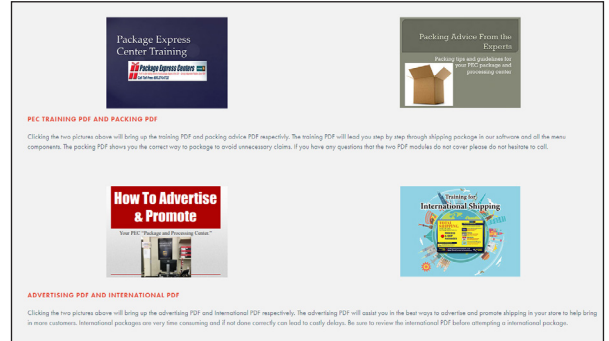 Package Express
Center Training
Package Express Centers
Packing Advice From the
Experts
Packing tips and guidelines for
your PEC package and
processing center
PEC TRAINING PDF AND PACKING PDF
Clicking the two pictures above will bring up the training PDF and packing advice PDF respectivly. The training PDF will lead you step by step through shipping package in our software and all the menu
components. The packing PDF shows you the correct way to package to avoid unnecessary claims. If you have any questions that the two PDF modules do not cover please do not hesitate to call.
How To Advertise
& Promote
Your PEC "Package and Processing Center"
Training for
International Shipping
ADVERTISING PDF AND INTERNATIONAL PDF
Clicking the two pictures above will bring up the advertising PDF and International PDF respectively. The advertising PDF will assist you in the best ways to advertise and promote shipping in your store to help bring
in more customers. International packages are very time consuming and if not done correctly can lead to costly delays. Be sure to review the international PDF before attempting a international package.